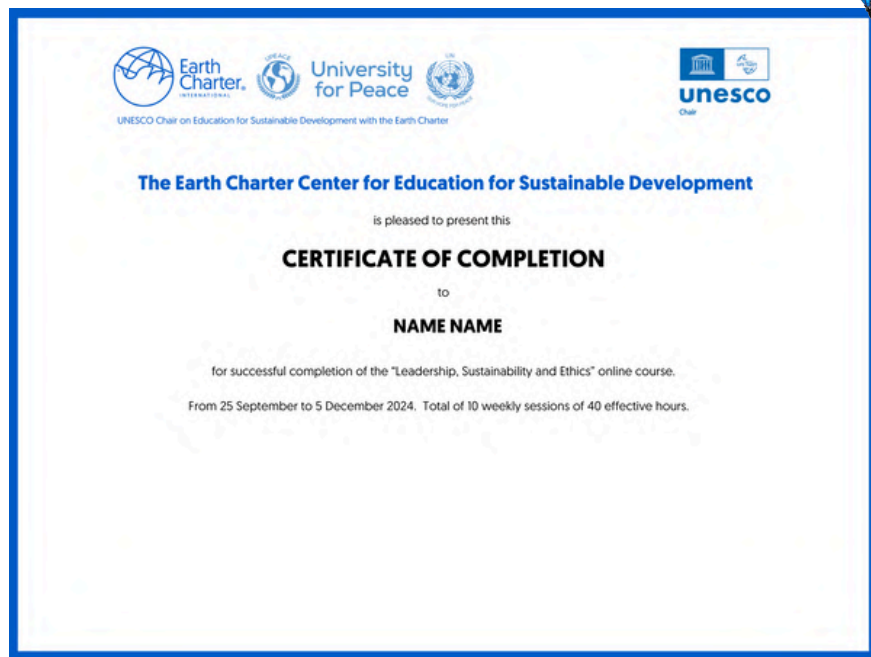 Earth
Charter.
INTERNATIONAL
UPEACE
University
for Peace
UN
unesco
Chair
UNESCO Chair on Education for Sustainable Development with the Earth Charter
The Earth Charter Center for Education for Sustainable Development
is pleased to present this
CERTIFICATE OF COMPLETION
to
NAME NAME
for successful completion of the "Leadership, Sustainability and Ethics" online course.
From 25 September to 5 December 2024. Total of 10 weekly sessions of 40 effective hours.